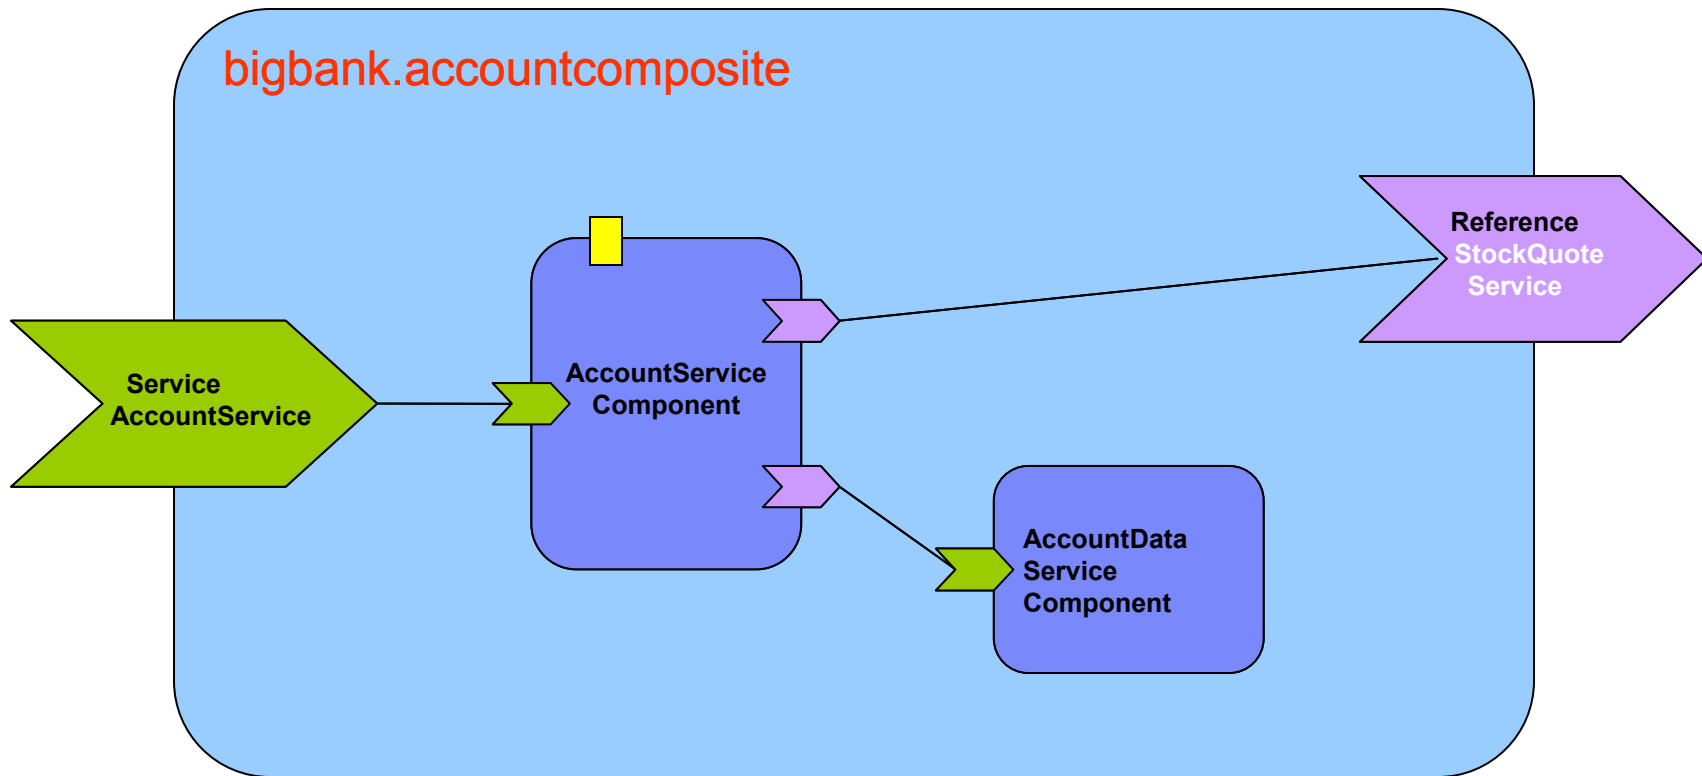 bigbank.accountcomposite
Reference
StockQuote
Service
Service
AccountService
AccountService
Component
AccountData
Service
Component